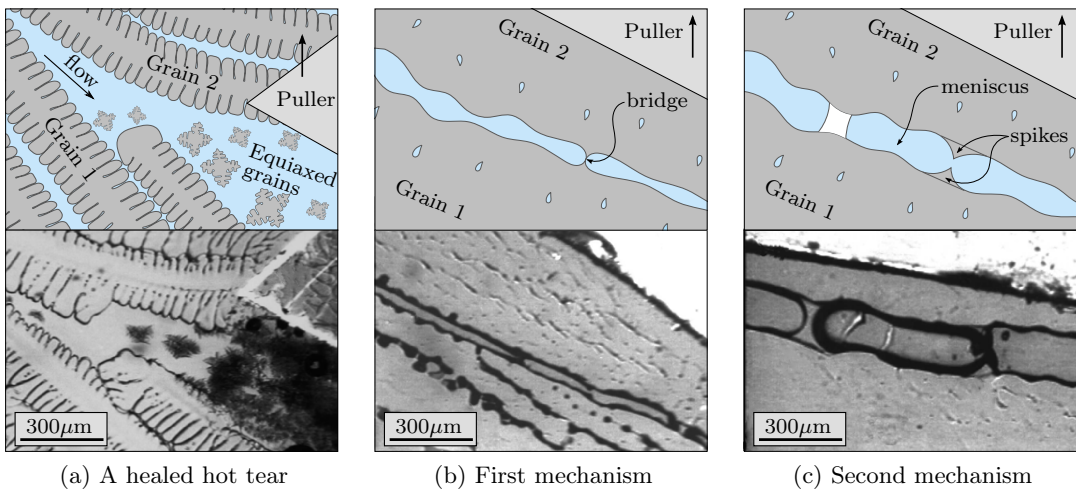 Grain 2
flow
Puller
Grain 1
Equiaxed
grains
300μm
(a) A healed hot tear
Grain 2
Puller
bridge
Grain 1
300μm
(b) First mechanism
Grain 2
Puller
meniscus
spikes
Grain 1
300μm
(c) Second mechanism